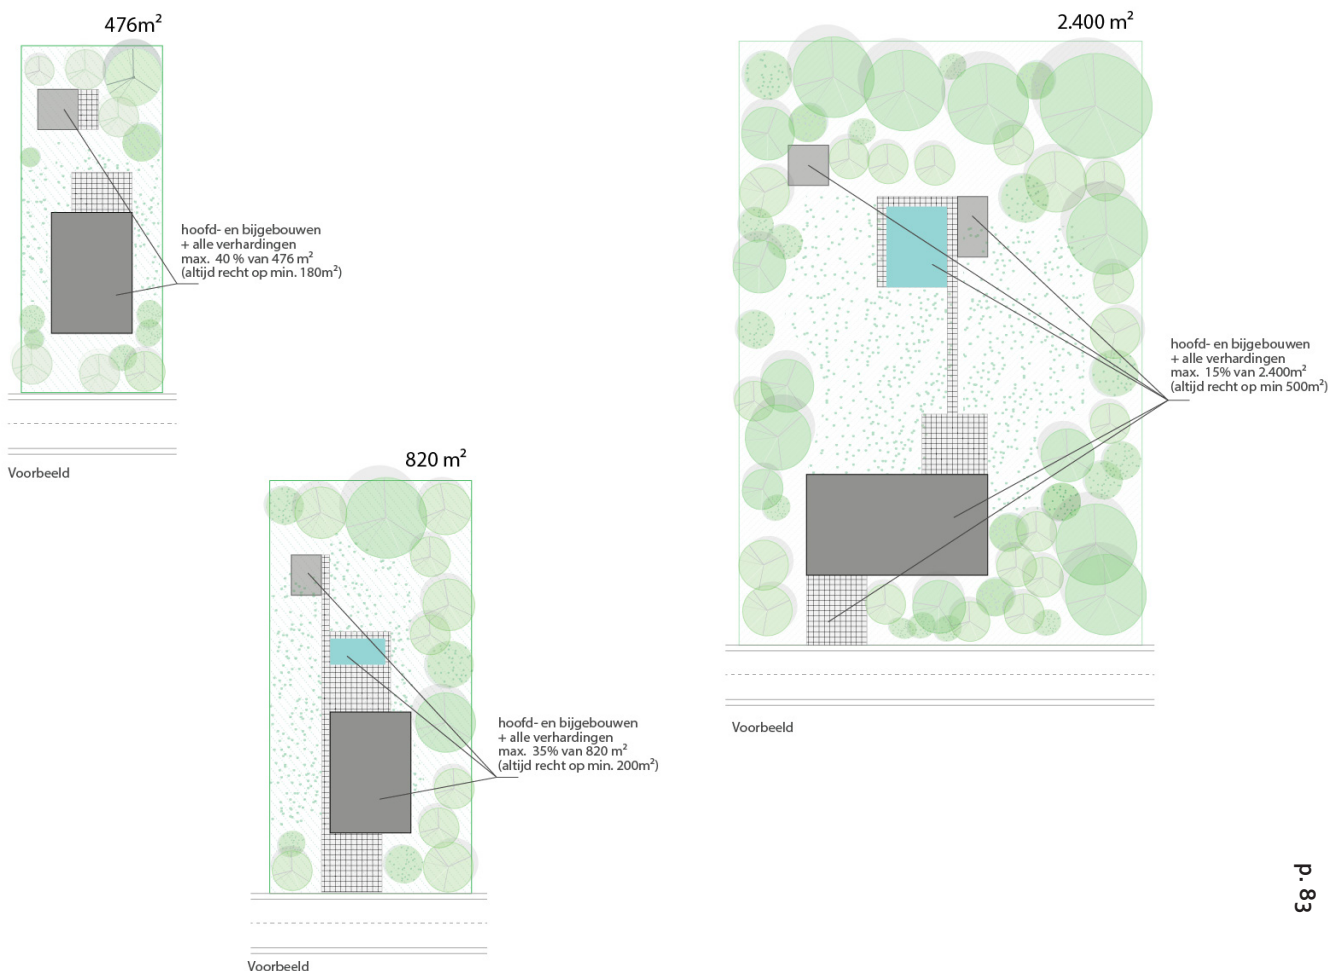 476m²
hoofd- en bijgebouwen
+ alle verhardingen
max. 40 % van 476 m²
(altijd recht op min. 180m²)
Voorbeeld
820 m²
hoofd- en bijgebouwen
+ alle verhardingen
max. 35% van 820 m²
(altijd recht op min. 200m²)
Voorbeeld
2.400 m²
hoofd- en bijgebouwen
+ alle verhardingen
max. 15% van 2.400m²
(altijd recht op min 500m²)
Voorbeeld
p. 83